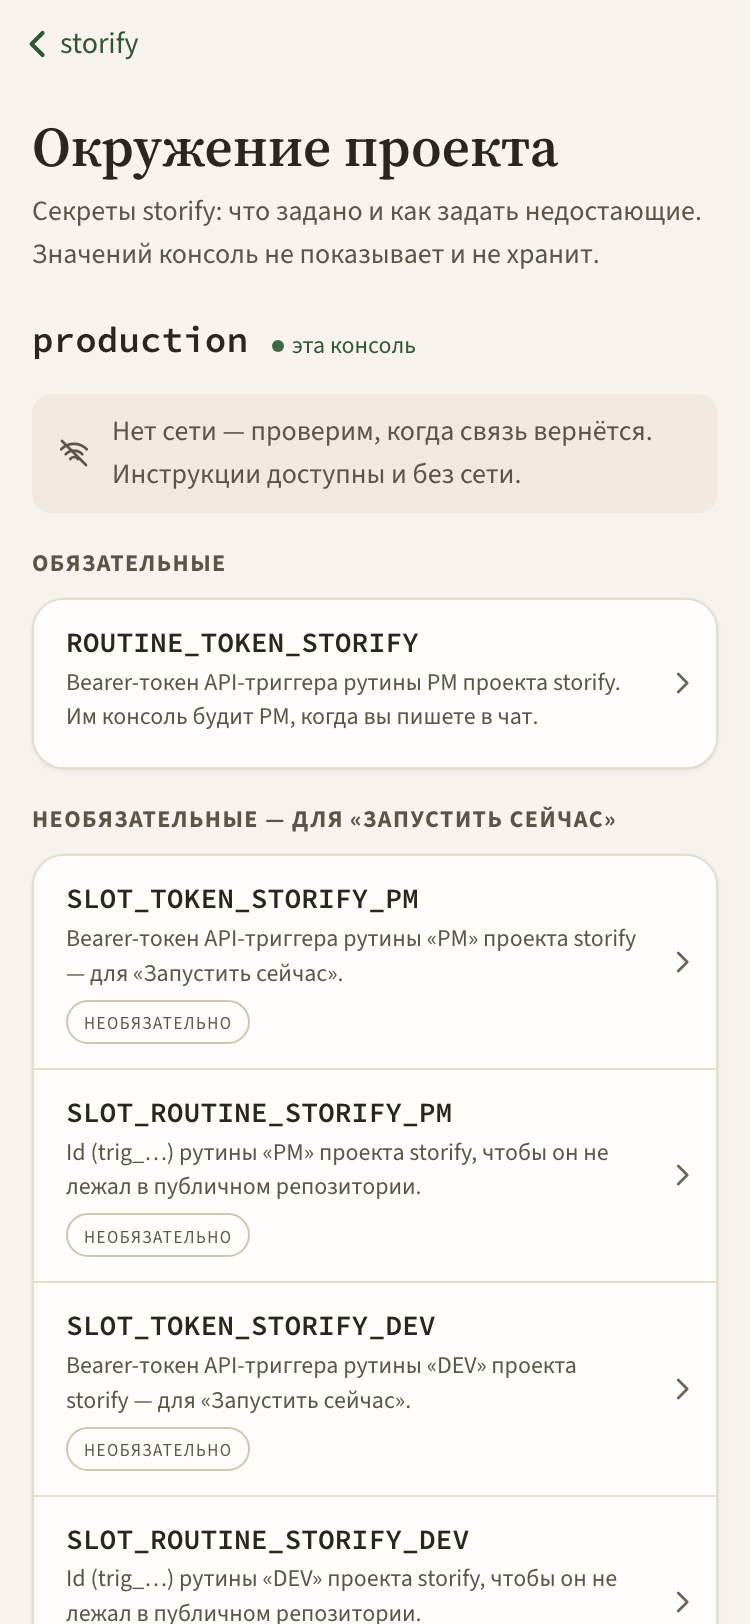 storify
Окружение проекта
Секреты storify: что задано и как задать недостающие.
Значений консоль не показывает и не хранит.
production эта консоль
Нет сети — проверим, когда связь вернётся.
Инструкции доступны и без сети.
ОБЯЗАТЕЛЬНЫЕ
ROUTINE_TOKEN_STORIFY
Bearer-токен API-триггера рутины PM проекта storify.
Им консоль будит PM, когда вы пишете в чат.
НЕОБЯЗАТЕЛЬНЫЕ — ДЛЯ «ЗАПУСТИТЬ СЕЙЧАС»
SLOT_TOKEN_STORIFY_PM
Bearer-токен API-триггера рутины «PM» проекта storify
— для «Запустить сейчас».
НЕОБЯЗАТЕЛЬНО
SLOT_ROUTINE_STORIFY_PM
Id (trig_…) рутины «PM» проекта storify, чтобы он не
лежал в публичном репозитории.
НЕОБЯЗАТЕЛЬНО
SLOT_TOKEN_STORIFY_DEV
Bearer-токен API-триггера рутины «DEV» проекта
storify — для «Запустить сейчас».
НЕОБЯЗАТЕЛЬНО
SLOT_ROUTINE_STORIFY_DEV
Id (trig_…) рутины «DEV» проекта storify, чтобы он не
лежал в публичном репозитории.